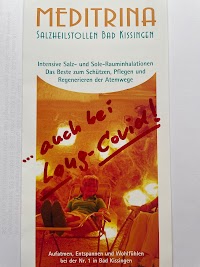 MEDITRINA
SALZHEILSTOLLEN BAD KISSINGEN
Intensive Salz- und Sole-Rauminhalationen
Das Beste zum Schützen, Pflegen und
Regenerieren der Atemwege
... auch bei
Long-Covid!
Aufatmen, Entspannen und Wohlfühlen
bei der Nr. 1 in Bad Kissingen